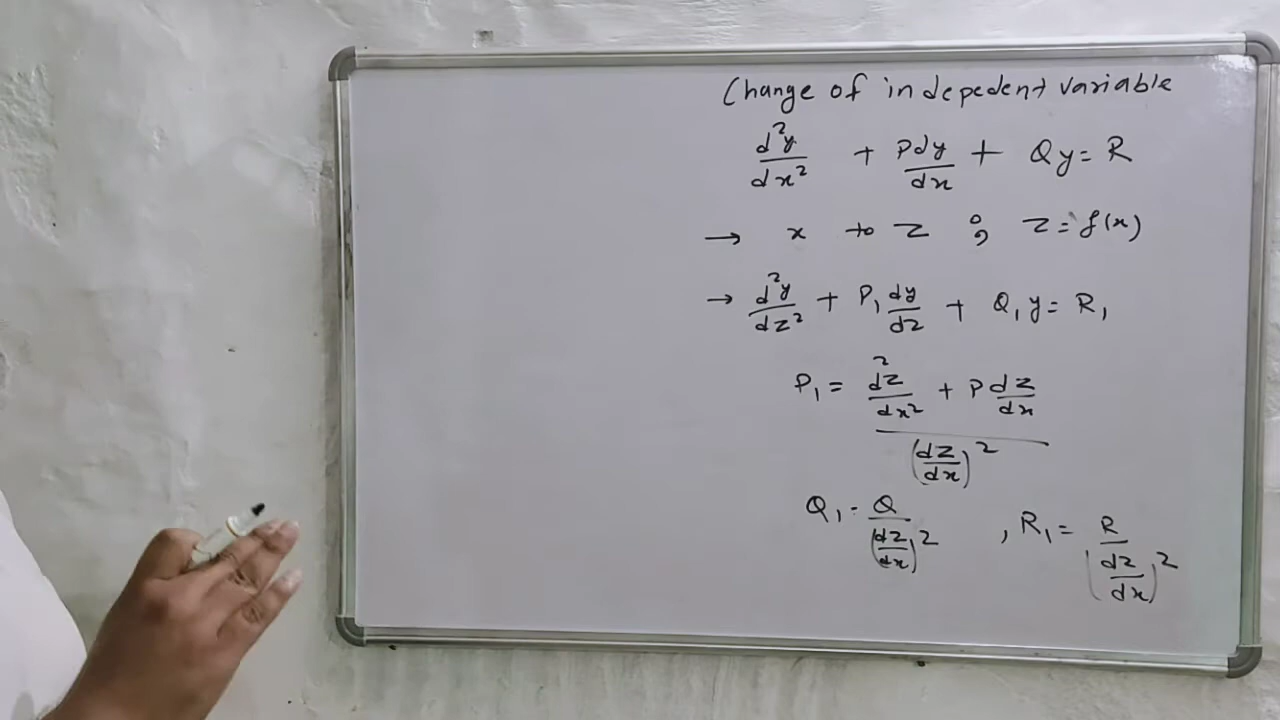 Change of indepedent variable
d²y/dx² + Pdy/dx + Qy = R
→ x to z ; z = f(x)
→ d²y/dz² + P₁ dy/dz + Q₁y = R₁
P₁ = (d²z/dx² + P dz/dx) / (dz/dx)²
Q₁ = Q/(dz/dx)² , R₁ = R/(dz/dx)²